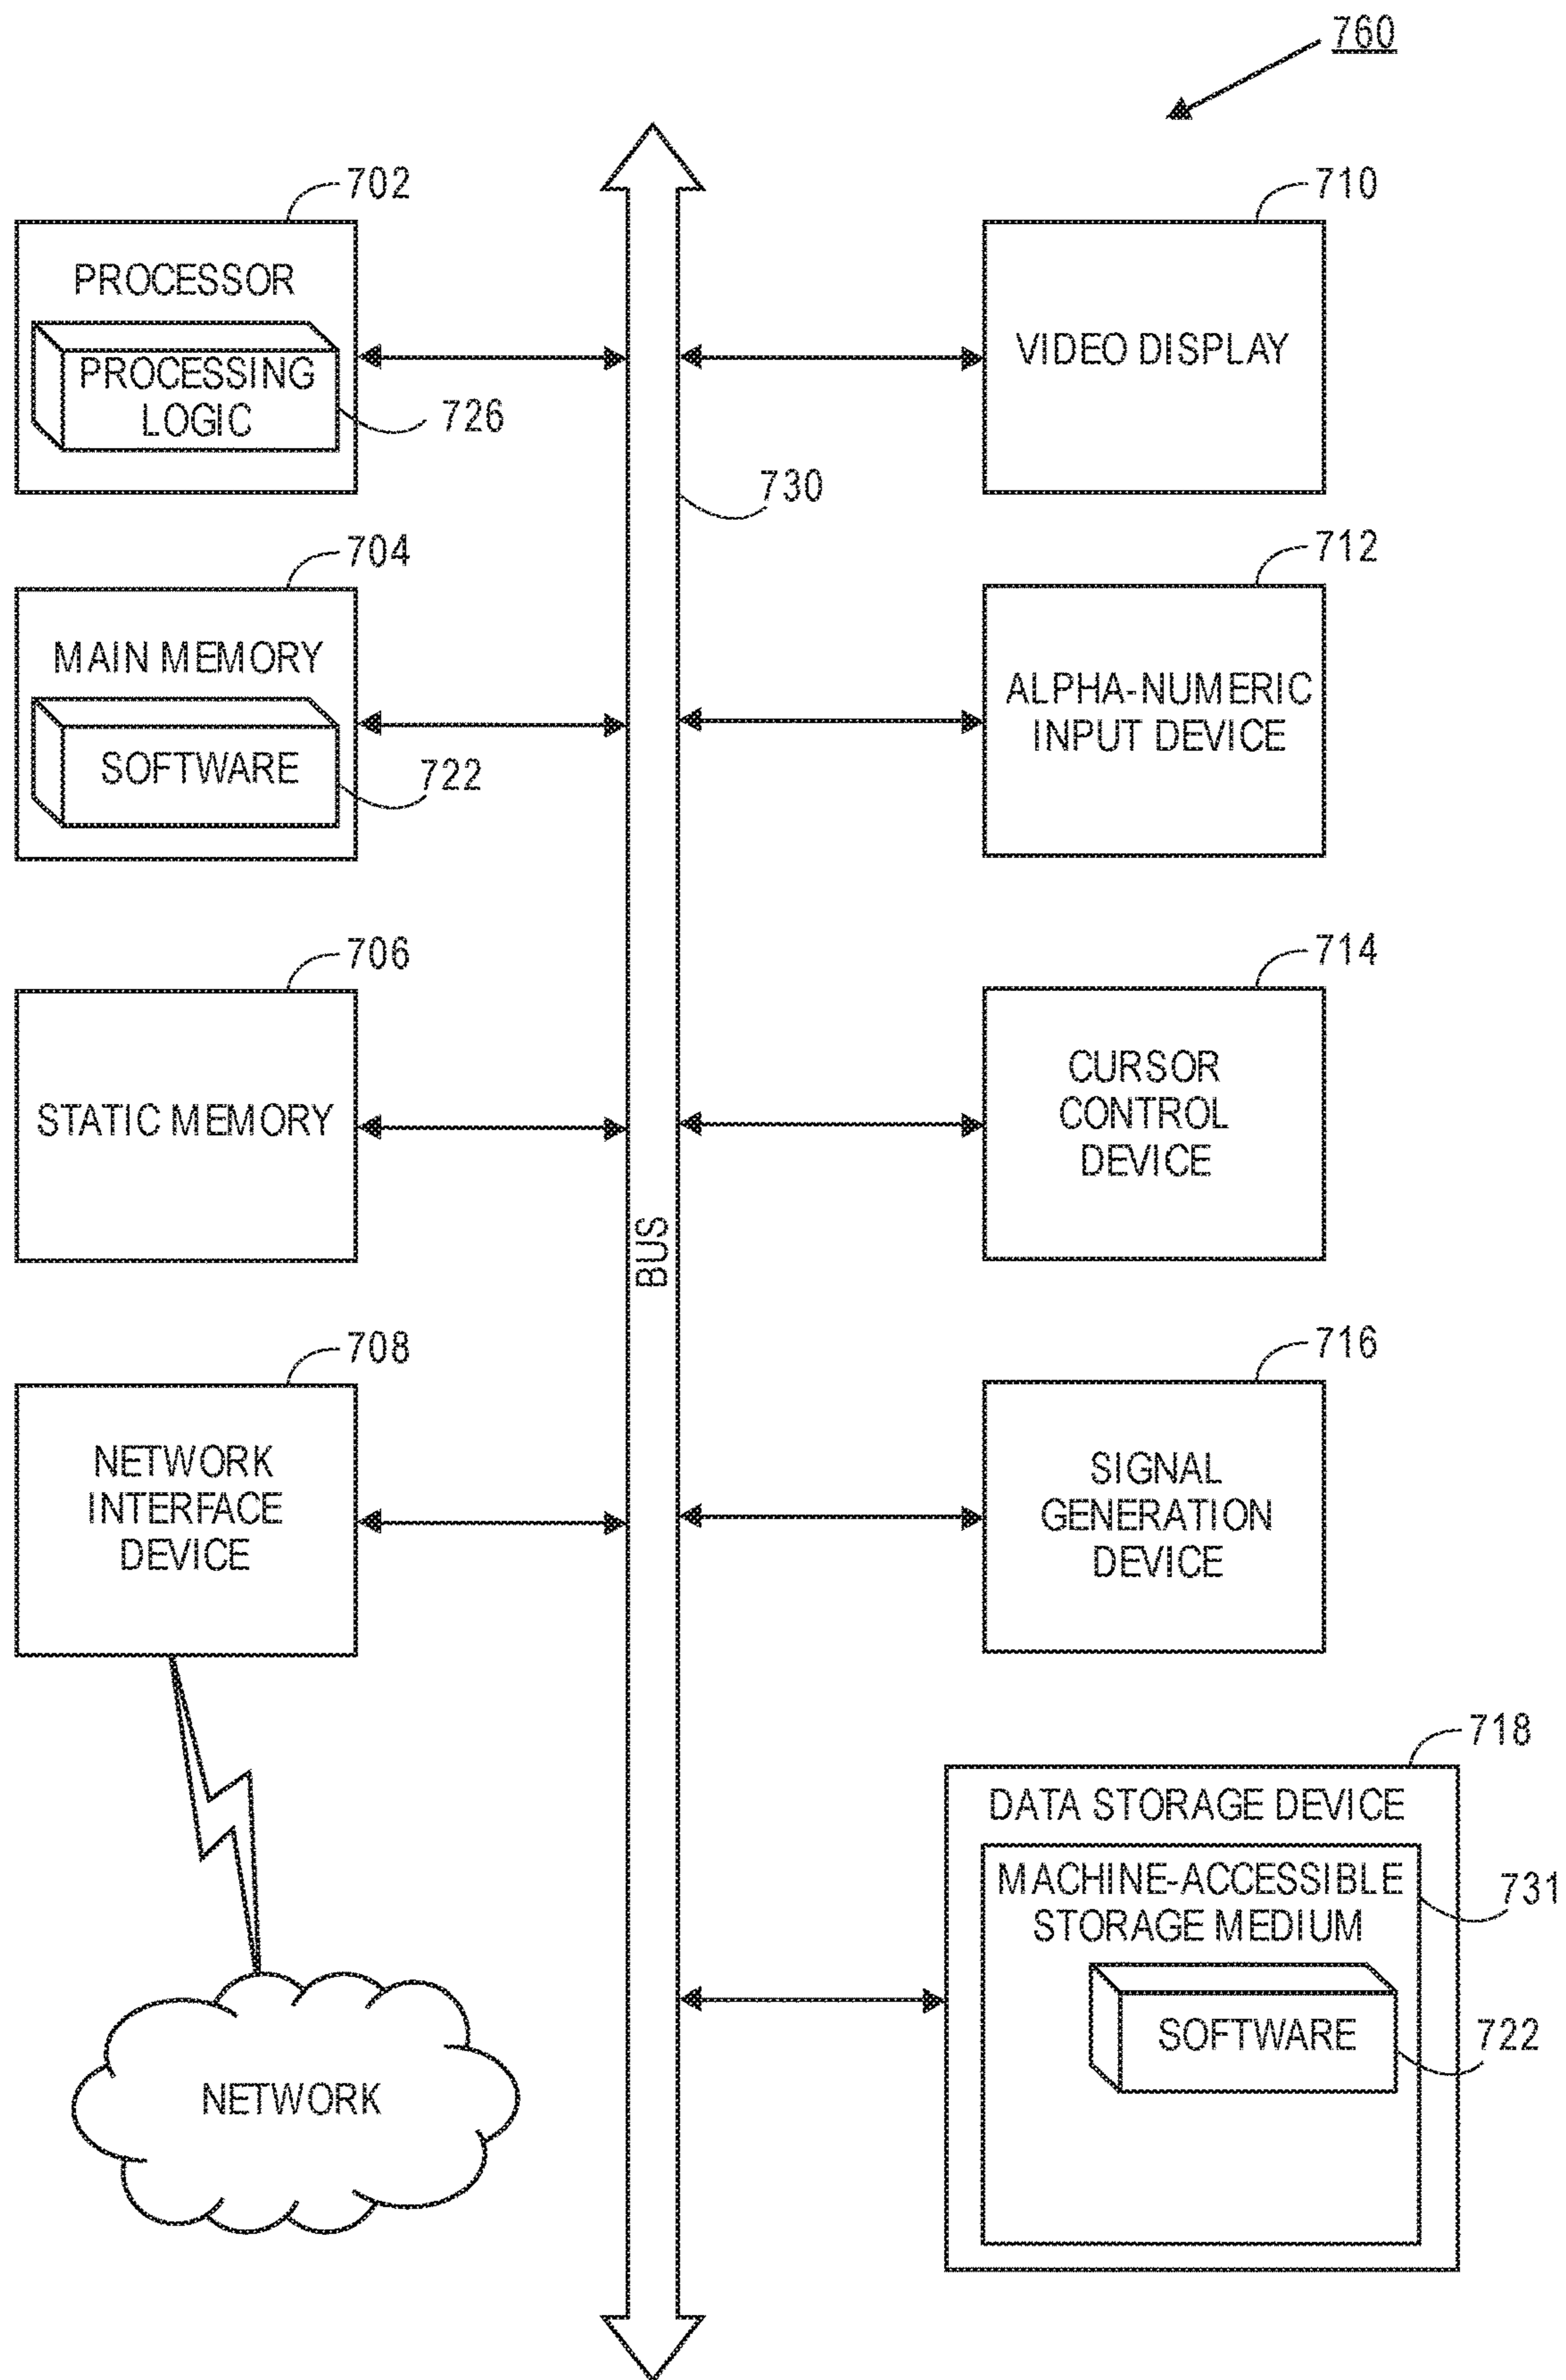 760
702
PROCESSOR
PROCESSING
LOGIC
726
710
VIDEO DISPLAY
730
704
MAIN MEMORY
SOFTWARE
722
712
ALPHA-NUMERIC
INPUT DEVICE
706
STATIC MEMORY
714
CURSOR
CONTROL
DEVICE
BUS
708
NETWORK
INTERFACE
DEVICE
716
SIGNAL
GENERATION
DEVICE
718
DATA STORAGE DEVICE
MACHINE-ACCESSIBLE
STORAGE MEDIUM
731
SOFTWARE
722
NETWORK